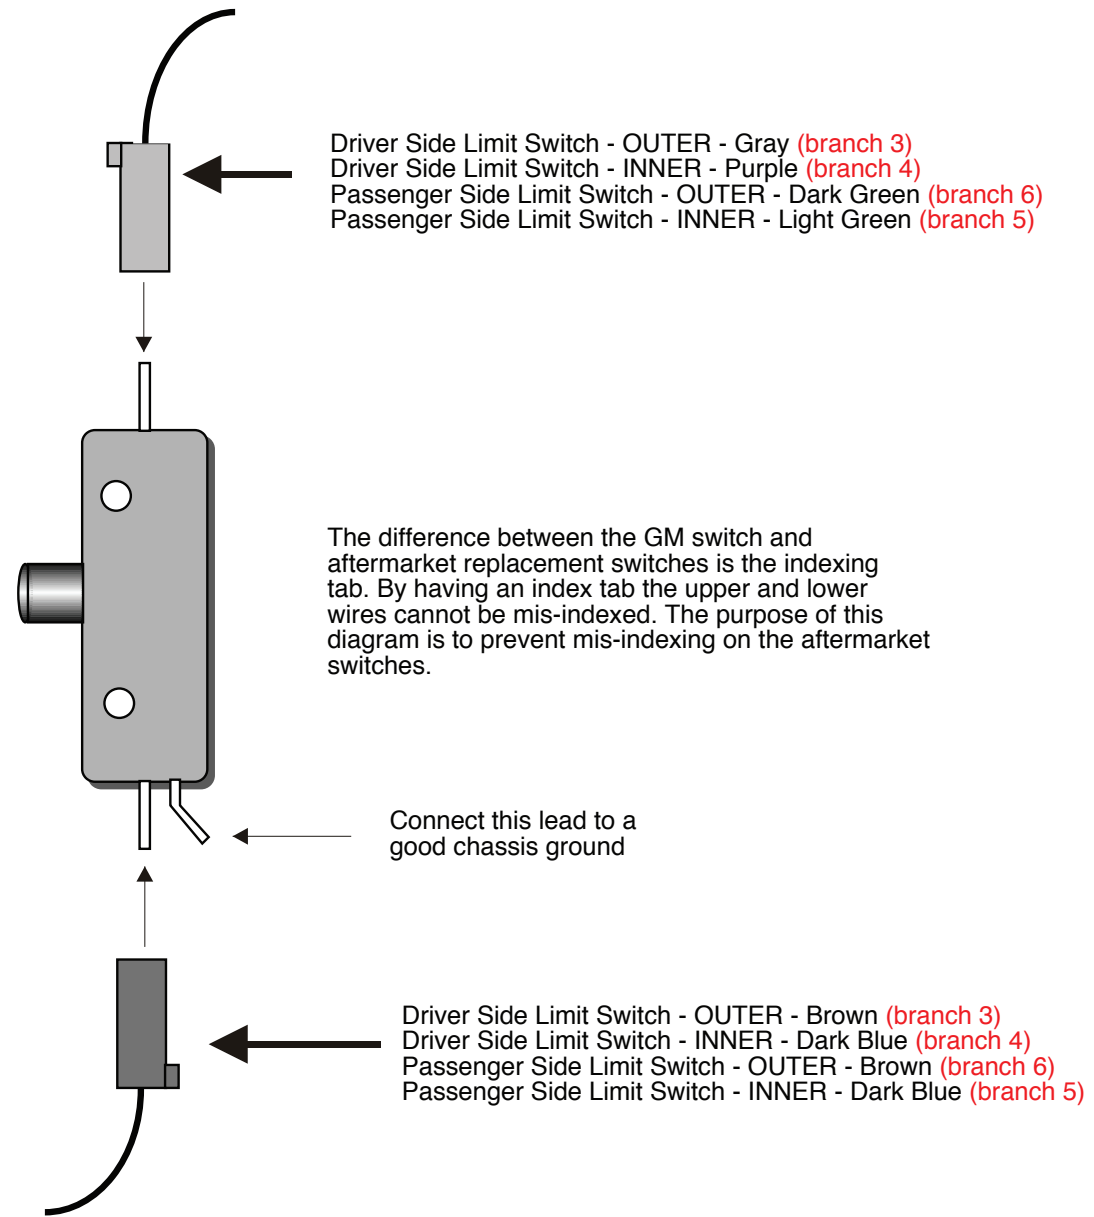 Driver Side Limit Switch - OUTER - Gray (branch 3)
Driver Side Limit Switch - INNER - Purple (branch 4)
Passenger Side Limit Switch - OUTER - Dark Green (branch 6)
Passenger Side Limit Switch - INNER - Light Green (branch 5)
The difference between the GM switch and
aftermarket replacement switches is the indexing
tab. By having an index tab the upper and lower
wires cannot be mis-indexed. The purpose of this
diagram is to prevent mis-indexing on the aftermarket
switches.
Connect this lead to a
good chassis ground
Driver Side Limit Switch - OUTER - Brown (branch 3)
Driver Side Limit Switch - INNER - Dark Blue (branch 4)
Passenger Side Limit Switch - OUTER - Brown (branch 6)
Passenger Side Limit Switch - INNER - Dark Blue (branch 5)